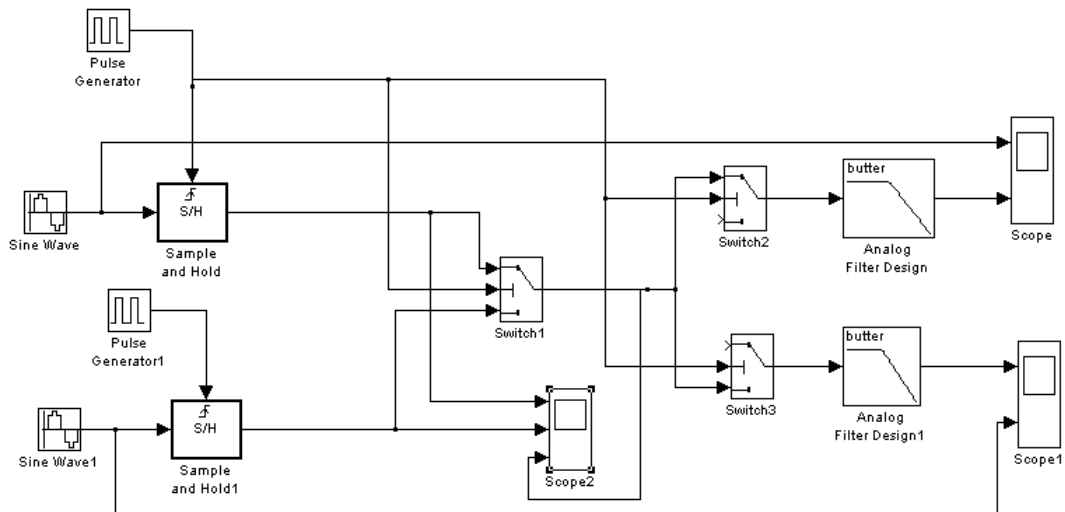 Pulse
Generator
butter
S/H
Switch2
Scope
Sine Wave
Sample
and Hold
Analog
Filter Design
Pulse
Generator1
Switch1
butter
S/H
Switch3
Sine Wave1
Sample
and Hold1
Scope2
Analog
Filter Design1
Scope1